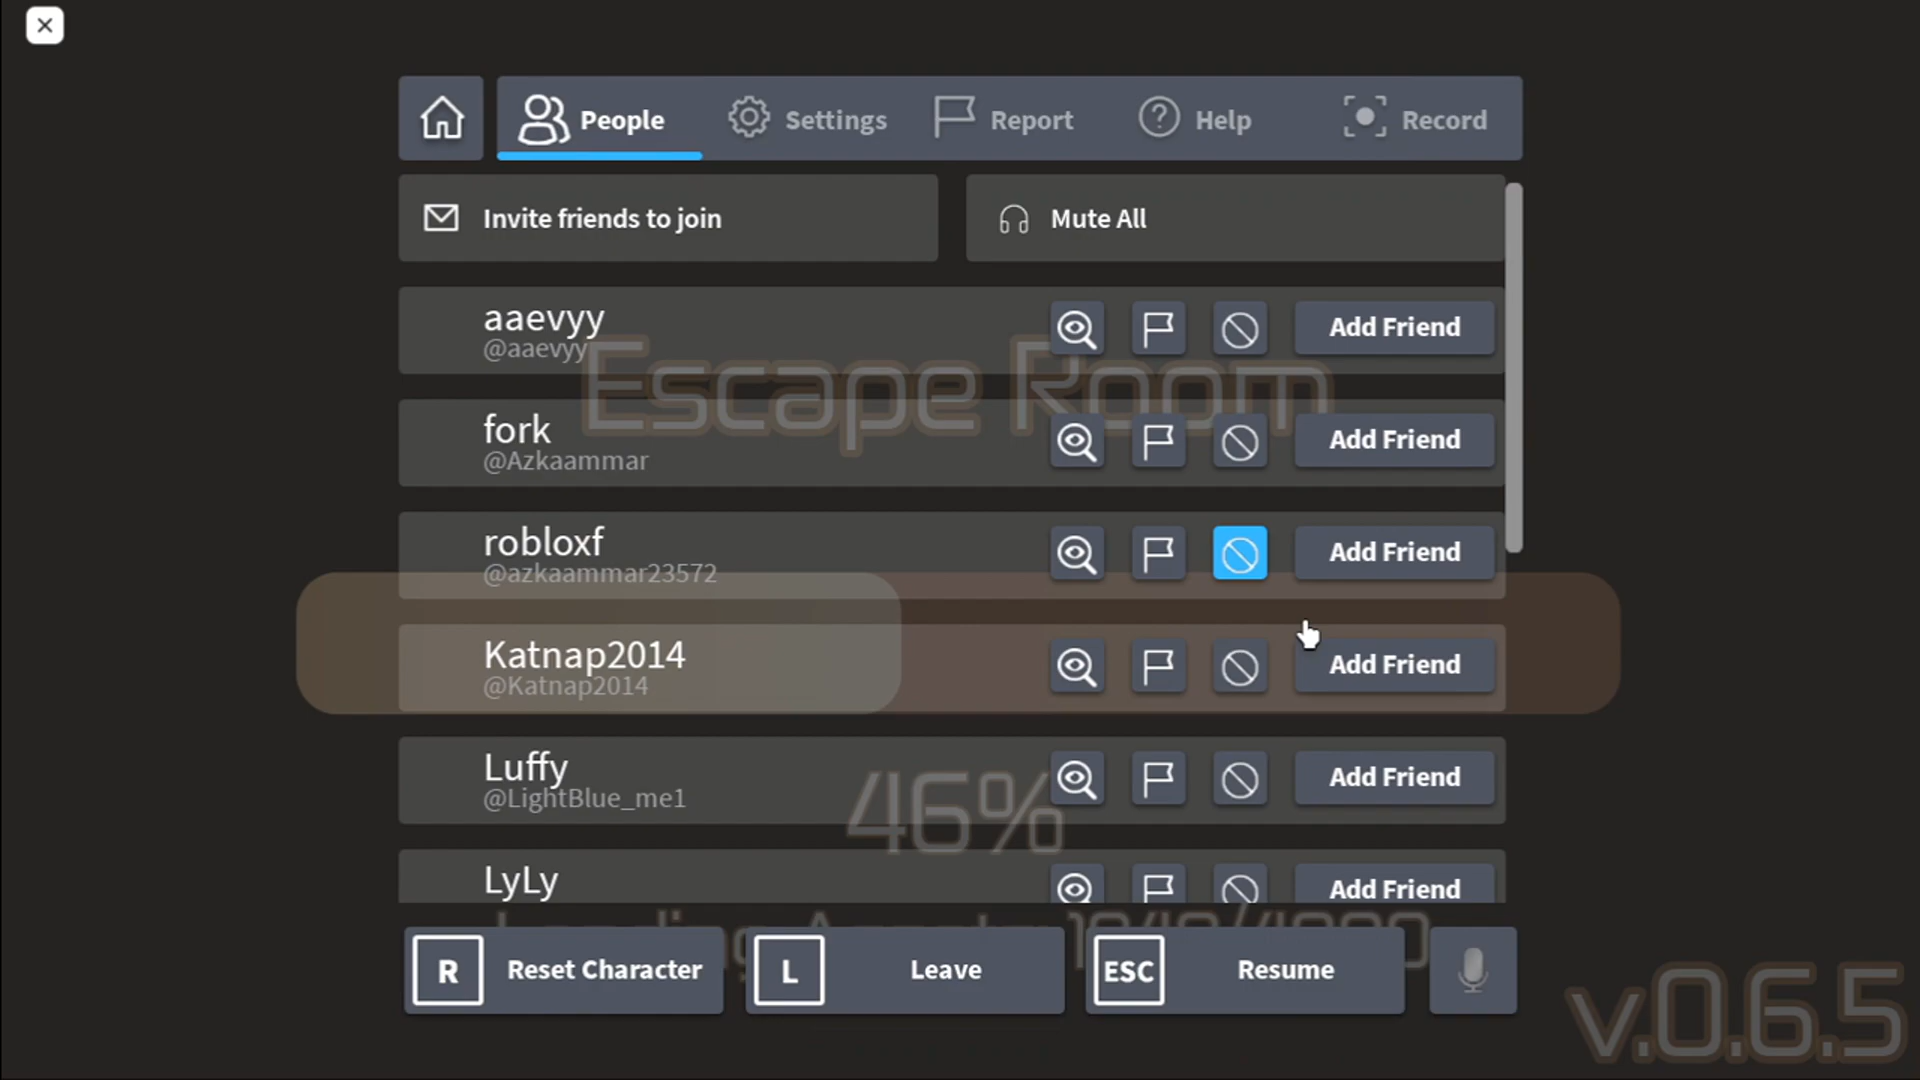 People
Settings
Report
Help
Record
Invite friends to join
Mute All
aaevyy
@aaevyy
Add Friend
Escape Room
fork
@Azkaammar
Add Friend
robloxf
@azkaammar23572
Add Friend
Katnap2014
@Katnap2014
Add Friend
Luffy
@LightBlue_me1
Add Friend
46%
LyLy
Add Friend
R Reset Character
L Leave
ESC Resume
v.0.6.5